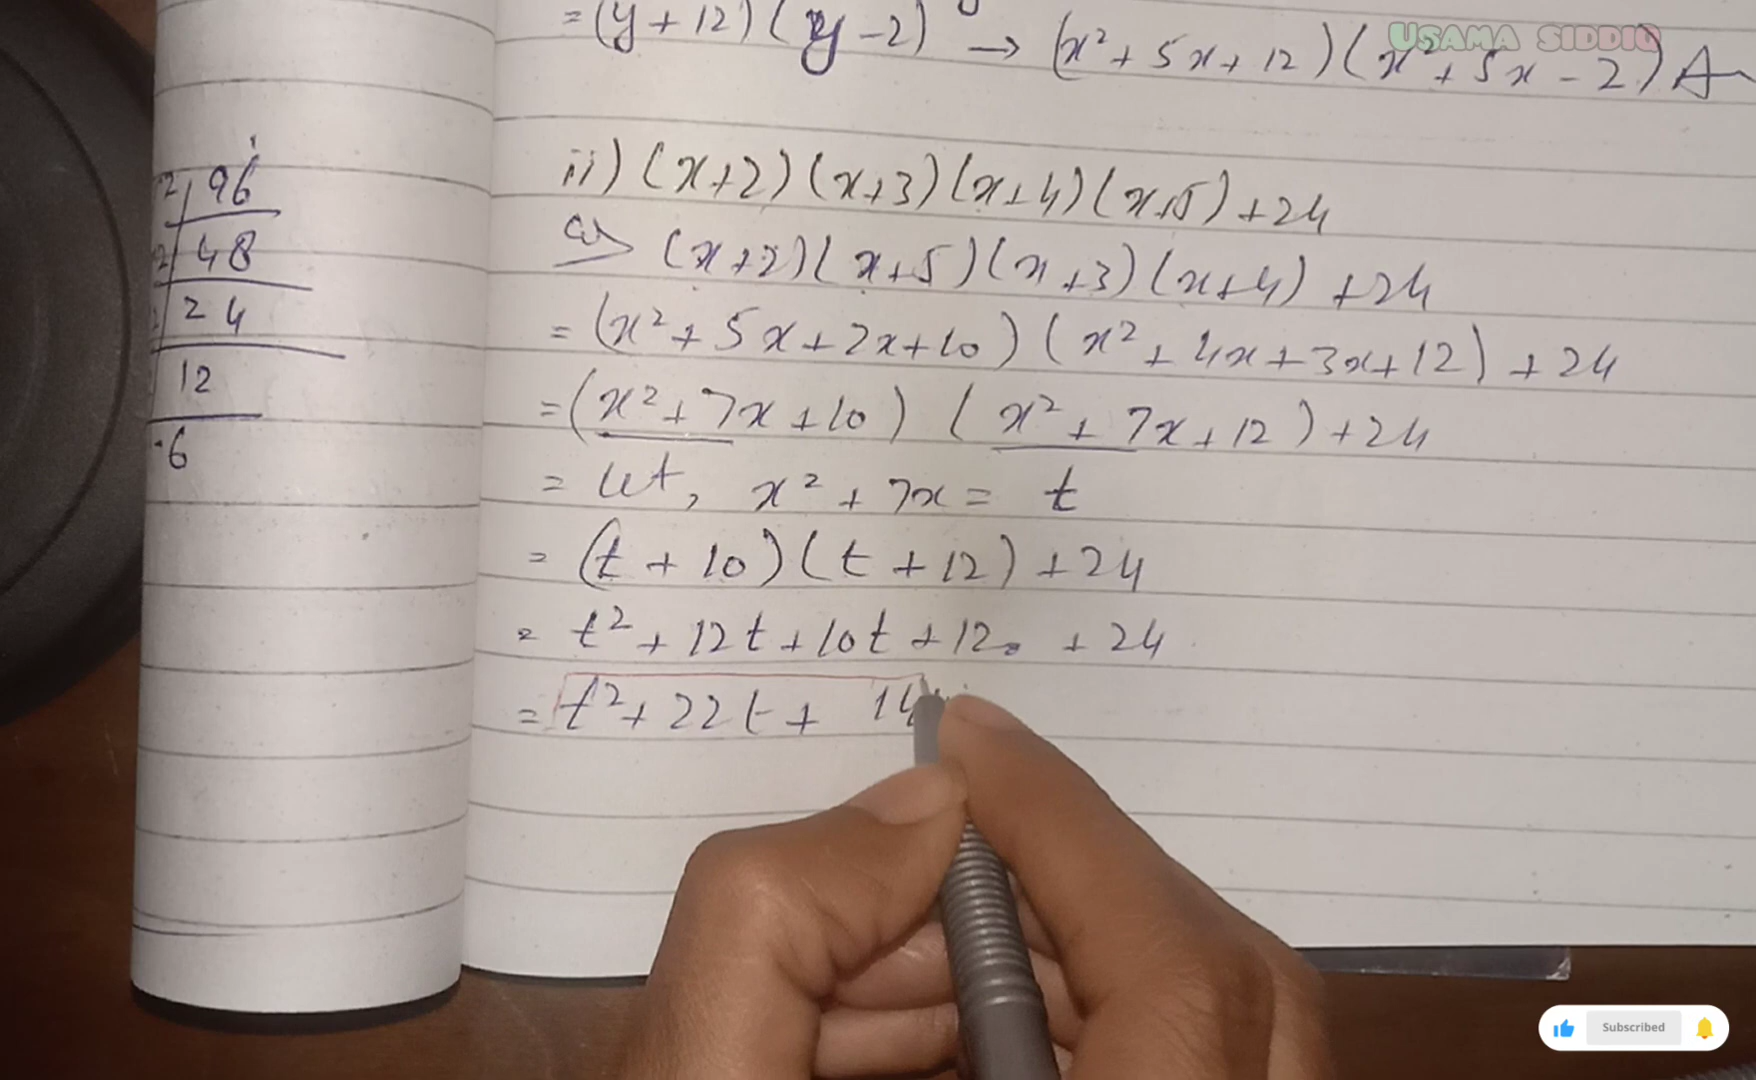 = (y + 12) ( y - 2) → (x² + 5x + 12) (x² + 5x - 2) A
USAMA SIDDIQ
ii) (x+2) (x+3) (x+4) (x+5) + 24
(x+2) (x+5) (x+3) (x+4) + 24
= (x² + 5x + 2x + 10) (x² + 4x + 3x + 12) + 24
= (x² + 7x + 10) (x² + 7x + 12) + 24
= let, x² + 7x = t
= (t + 10) (t + 12) + 24
= t² + 12t + 10t + 120 + 24
= t² + 22t + 14
2 96
2 48
24
12
6
Subscribed